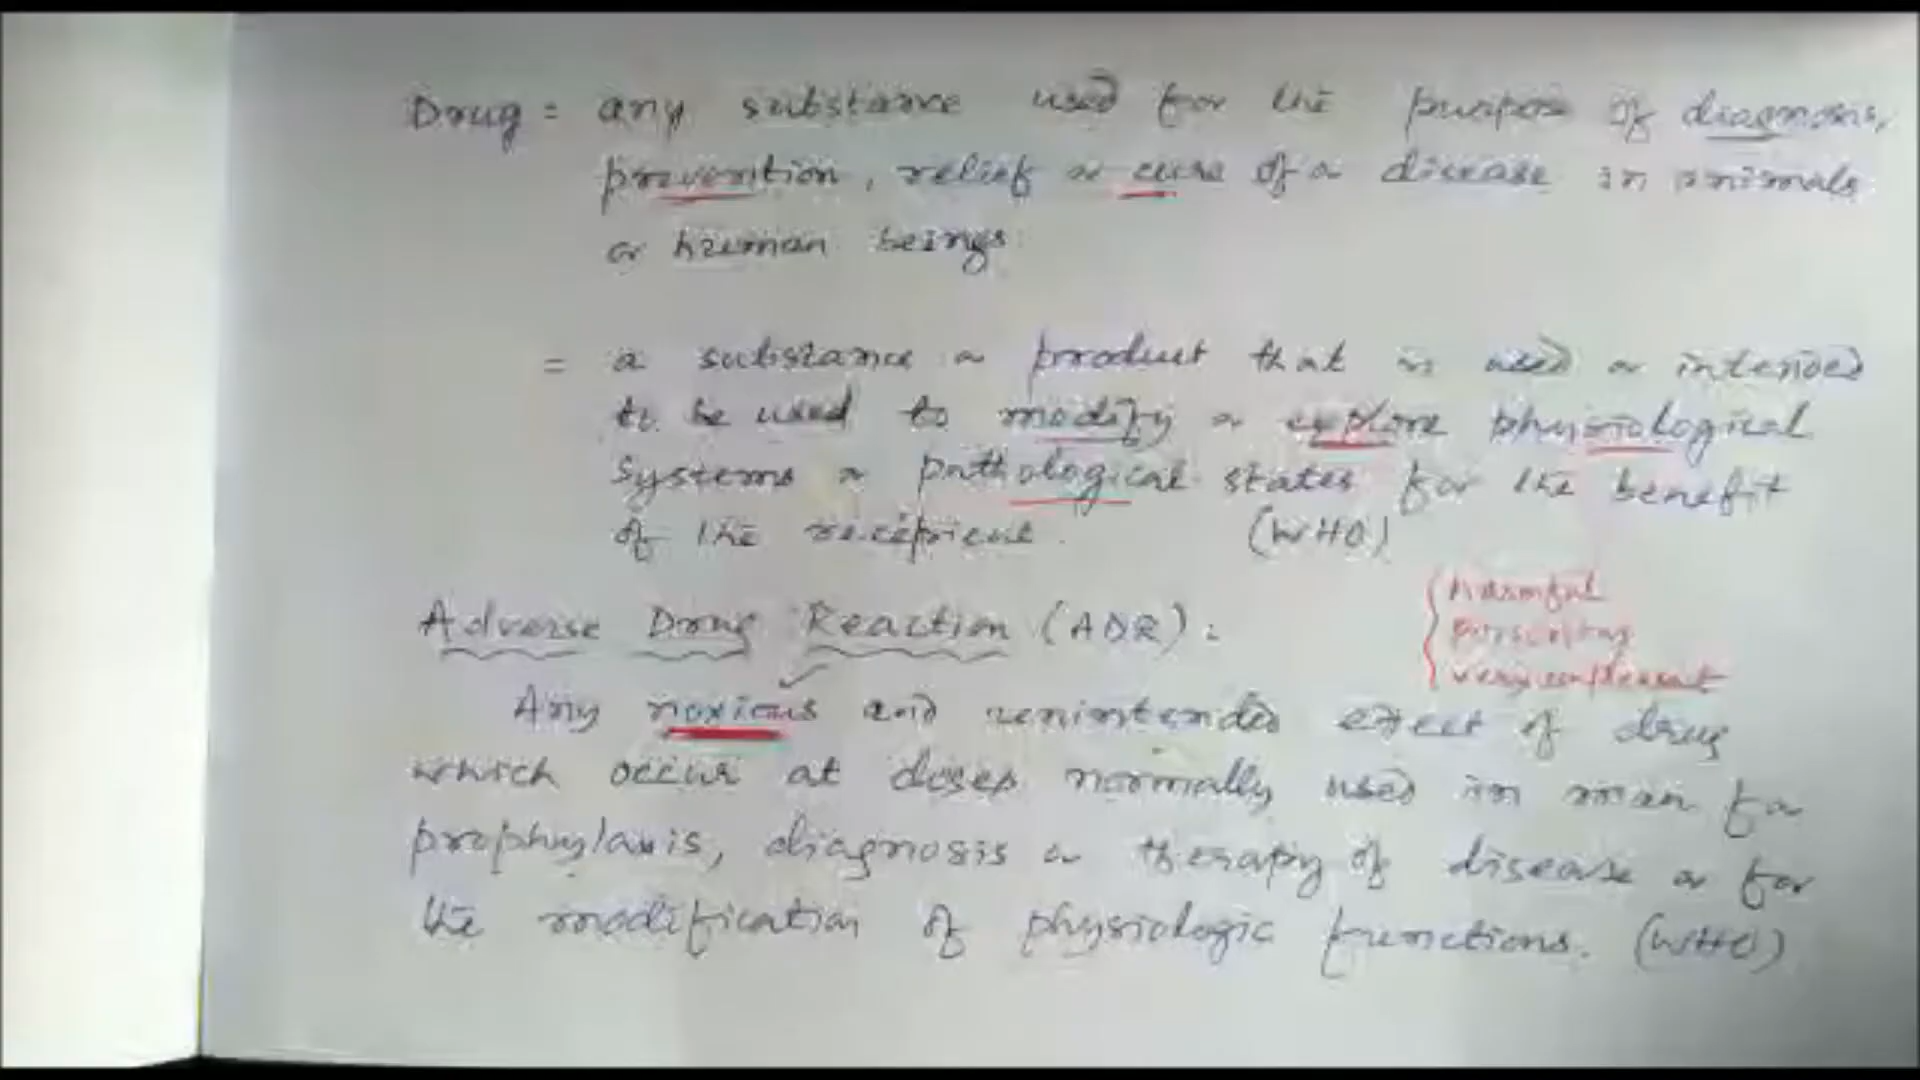 Drug = any substance used for the purpose of diagnosis,
prevention, relief or cure of a disease in animals
or human beings.
= a substance or product that is used or intended
to be used to modify or explore physiological
systems or pathological states for the benefit
of the recipient. (WHO)
harmful
poisonous
very unpleasant
Adverse Drug Reaction (ADR):
Any noxious and unintended effect of drug
which occur at doses normally used in man for
prophylaxis, diagnosis or therapy of disease or for
the modification of physiologic functions. (WHO)